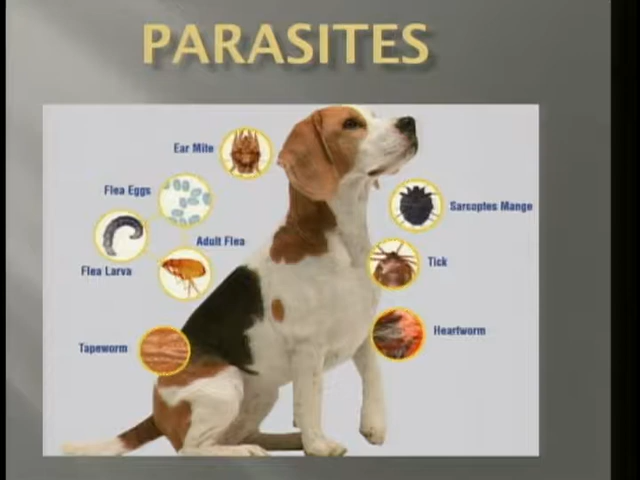 PARASITES
Ear Mite
Flea Eggs
Sarcoptes Mange
Adult Flea
Tick
Flea Larva
Heartworm
Tapeworm